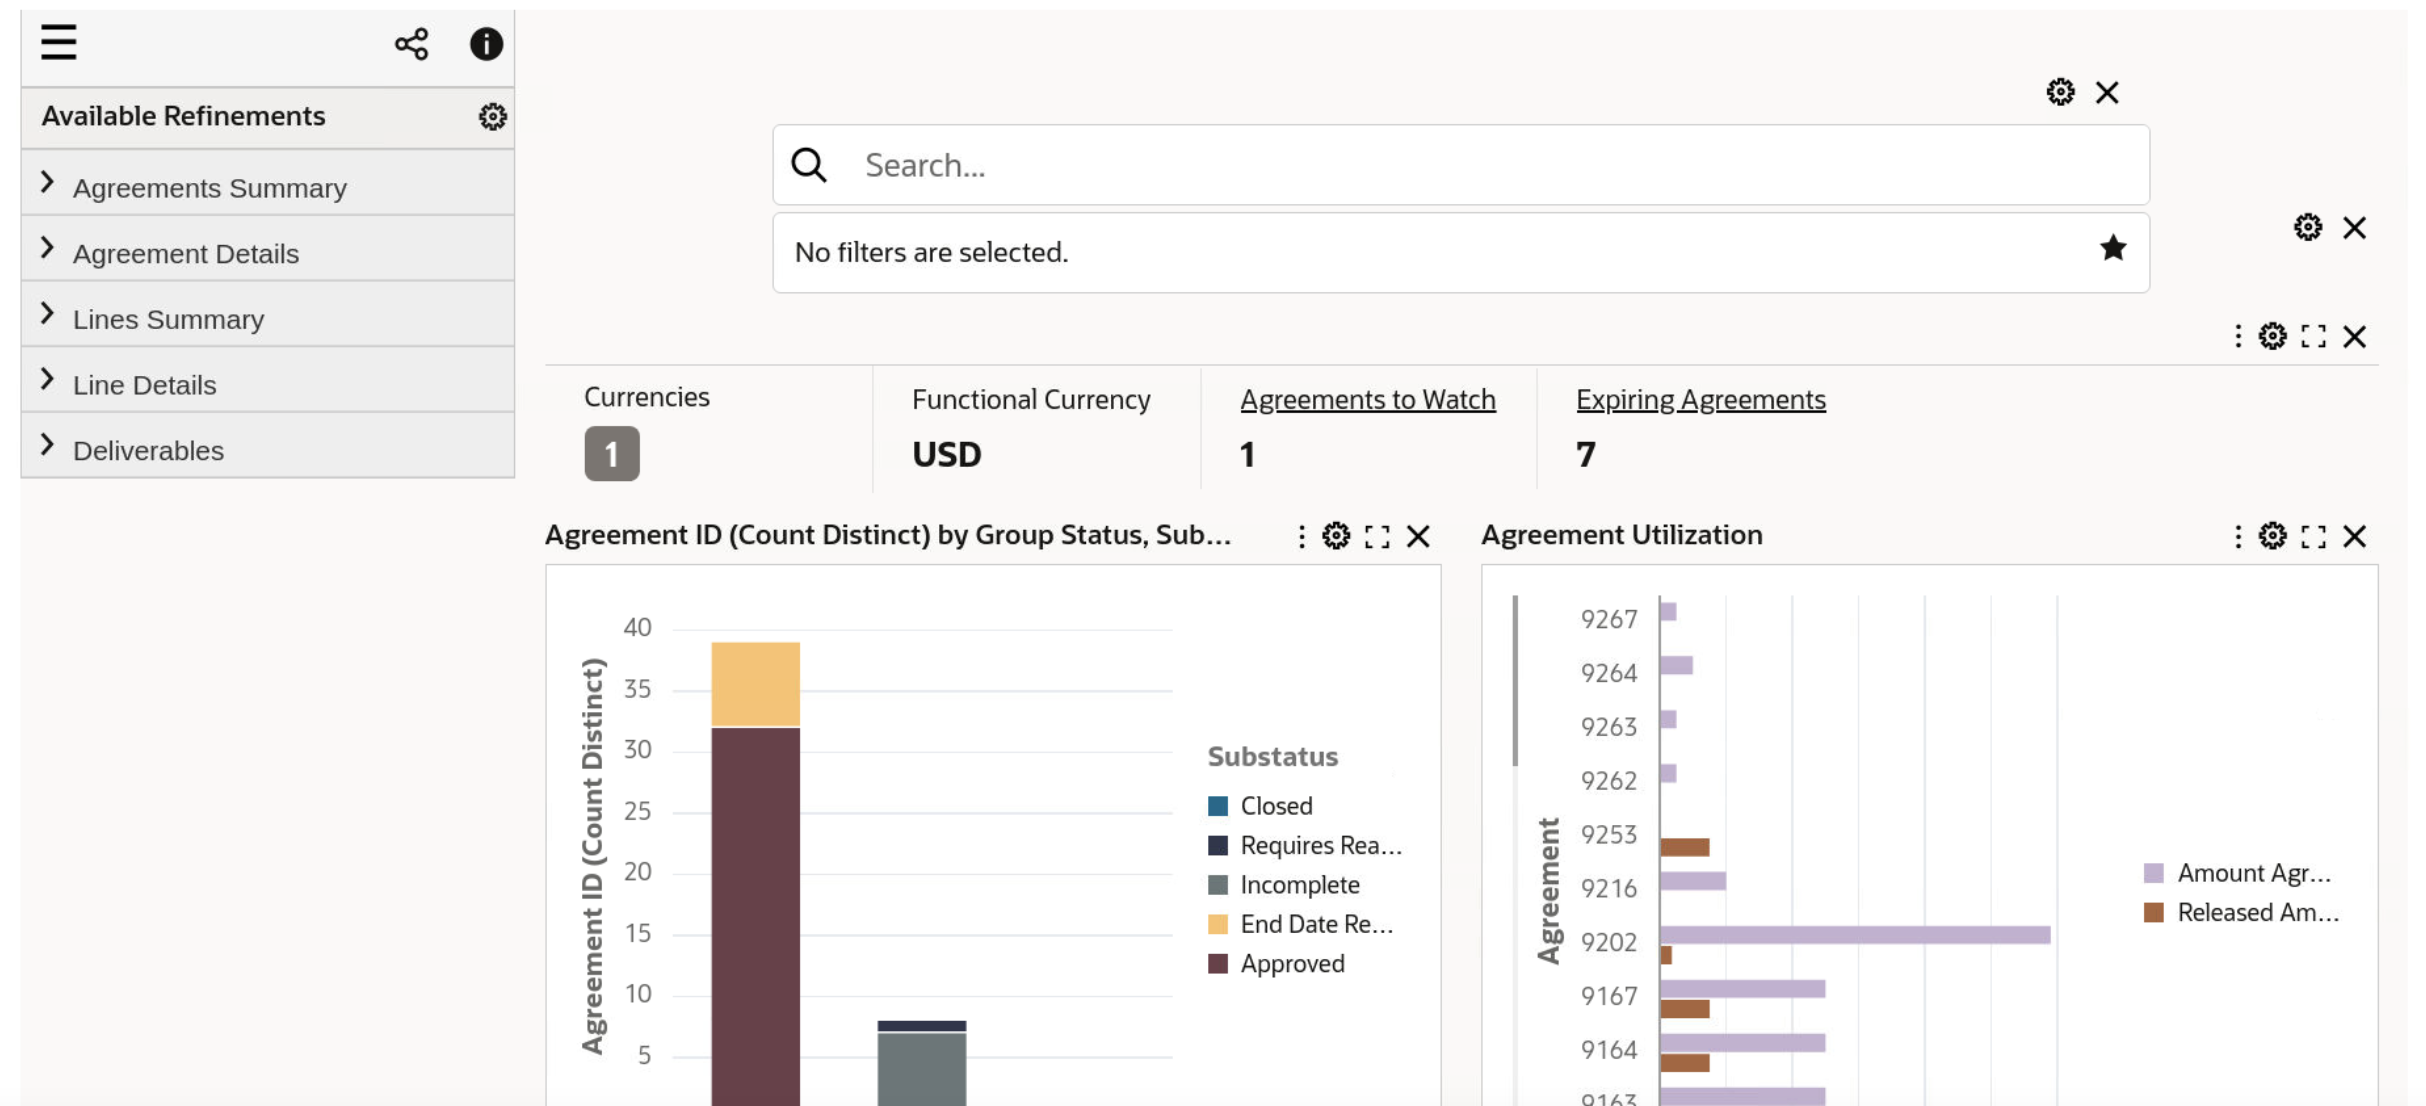 Available Refinements
Agreements Summary
Agreement Details
Lines Summary
Line Details
Deliverables
Search...
No filters are selected.
Currencies
1
Functional Currency
USD
Agreements to Watch
1
Expiring Agreements
7
Agreement ID (Count Distinct) by Group Status, Sub...
Agreement ID (Count Distinct)
40
35
30
25
20
15
10
5
Substatus
Closed
Requires Rea...
Incomplete
End Date Re...
Approved
Agreement Utilization
Agreement
9267
9264
9263
9262
9253
9216
9202
9167
9164
9163
Amount Agr...
Released Am...